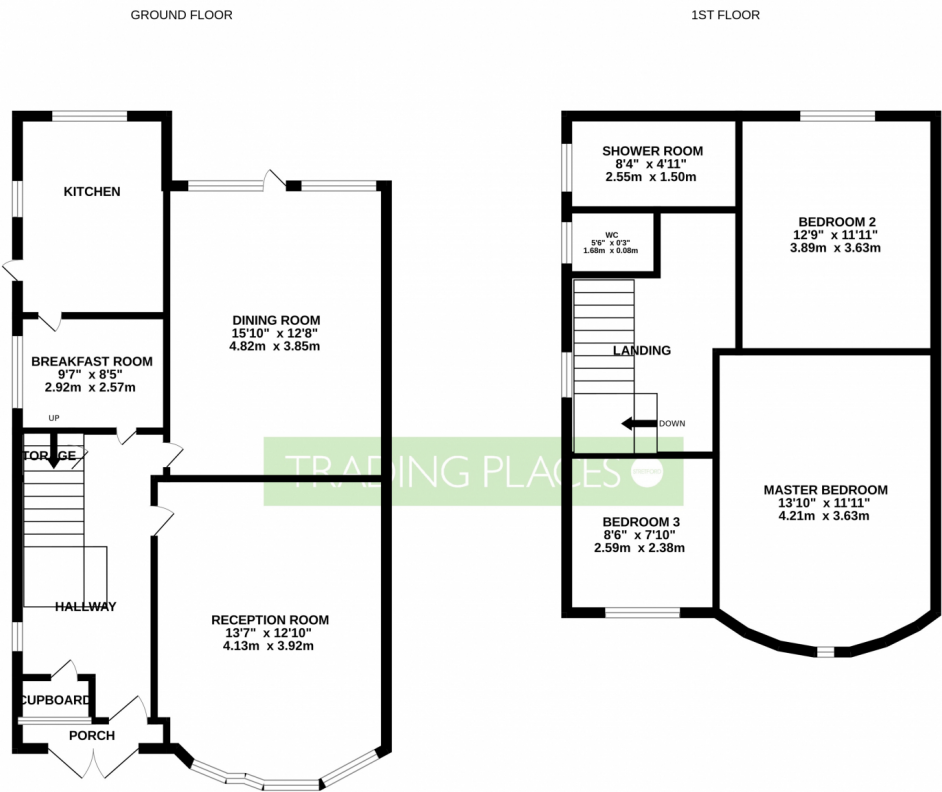 GROUND FLOOR
1ST FLOOR
KITCHEN
BREAKFAST ROOM
9'7" x 8'5"
2.92m x 2.57m
UP
DINING ROOM
15'10" x 12'8"
4.82m x 3.85m
TORAGE
HALLWAY
RECEPTION ROOM
13'7" x 12'10"
4.13m x 3.92m
CUPBOARD
PORCH
SHOWER ROOM
8'4" x 4'11"
2.55m x 1.50m
WC
5'6" x 0'3"
1.68m x 0.08m
BEDROOM 2
12'9" x 11'11"
3.89m x 3.63m
LANDING
DOWN
MASTER BEDROOM
13'10" x 11'11"
4.21m x 3.63m
BEDROOM 3
8'6" x 7'10"
2.59m x 2.38m
TRADING PLACES